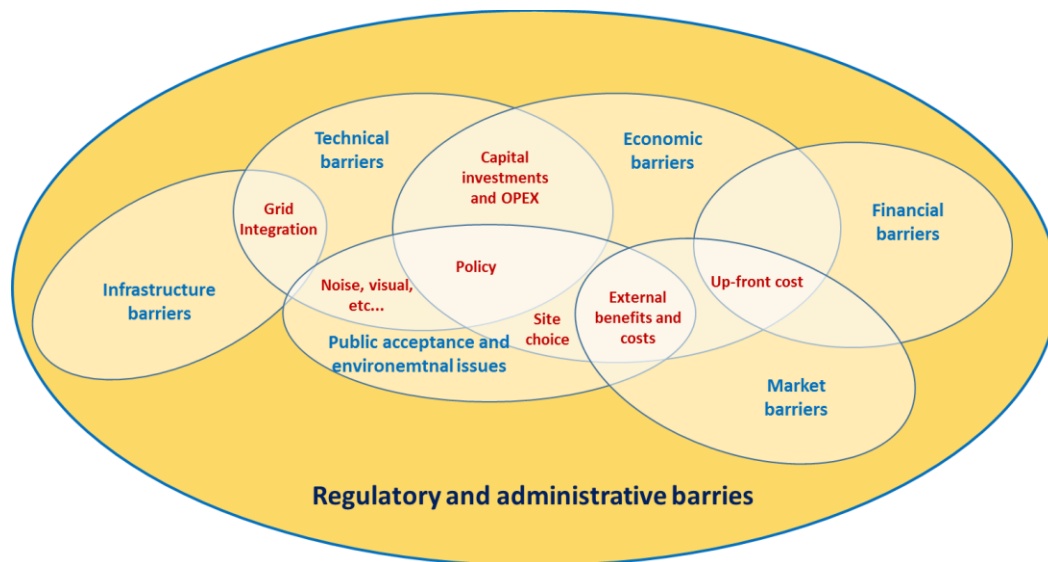 Technical
barriers
Economic
barriers
Capital
investments
and OPEX
Financial
barriers
Grid
Integration
Infrastructure
barriers
Noise, visual,
etc...
Policy
Up-front cost
External
benefits and
costs
Site
choice
Public acceptance and
environemtnal issues
Market
barriers
Regulatory and administrative barries